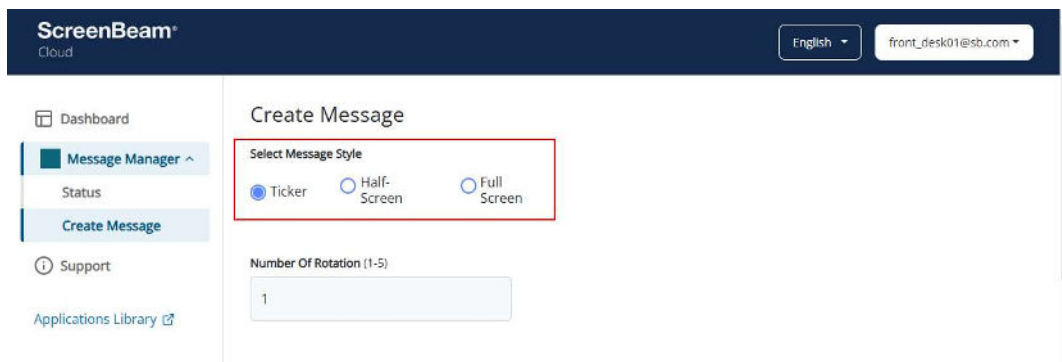 ScreenBeam®
Cloud
English
front_desk01@sb.com
Dashboard
Message Manager
Status
Create Message
Support
Applications Library
Create Message
Select Message Style
Ticker
Half-
Screen
Full
Screen
Number Of Rotation (1-5)
1